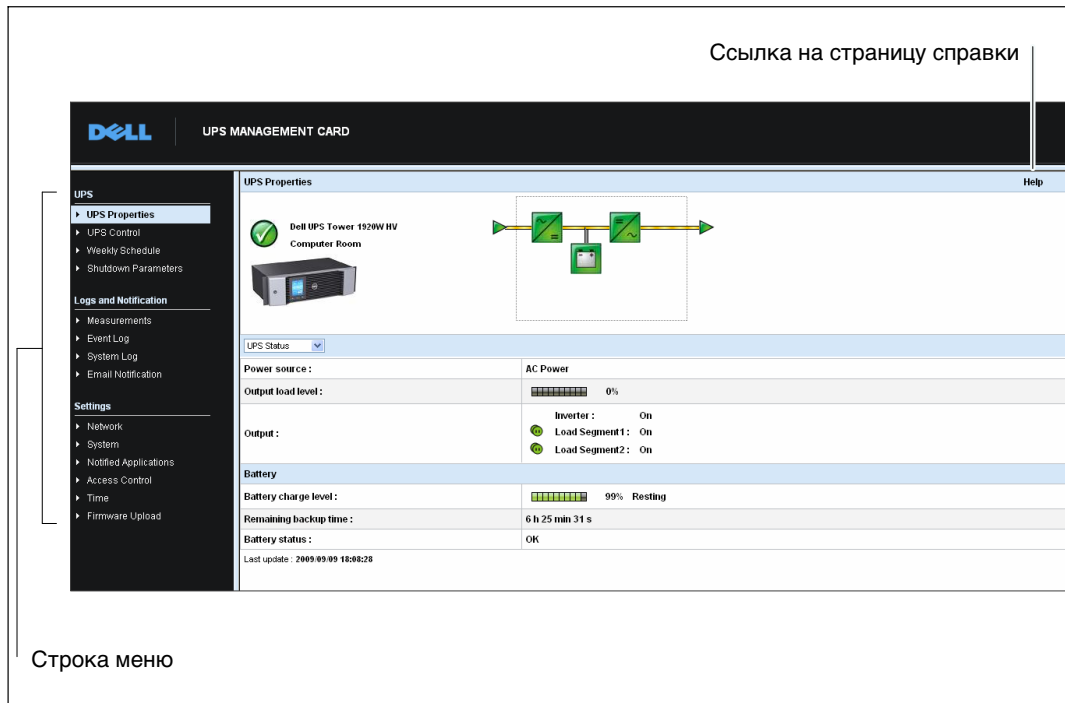 Ссылка на страницу справки
DELL
UPS MANAGEMENT CARD
UPS
UPS Properties
UPS Control
Weekly Schedule
Shutdown Parameters
Logs and Notification
Measurements
Event Log
System Log
Email Notification
Settings
Network
System
Notified Applications
Access Control
Time
Firmware Upload
UPS Properties
Help
Dell UPS Tower 1920W HV
Computer Room
UPS Status
Power source : AC Power
Output load level : 0%
Output :
Inverter : On
Load Segment1 : On
Load Segment2 : On
Battery
Battery charge level : 99% Resting
Remaining backup time : 6 h 25 min 31 s
Battery status : OK
Last update : 2009/09/09 18:08:28
Строка меню